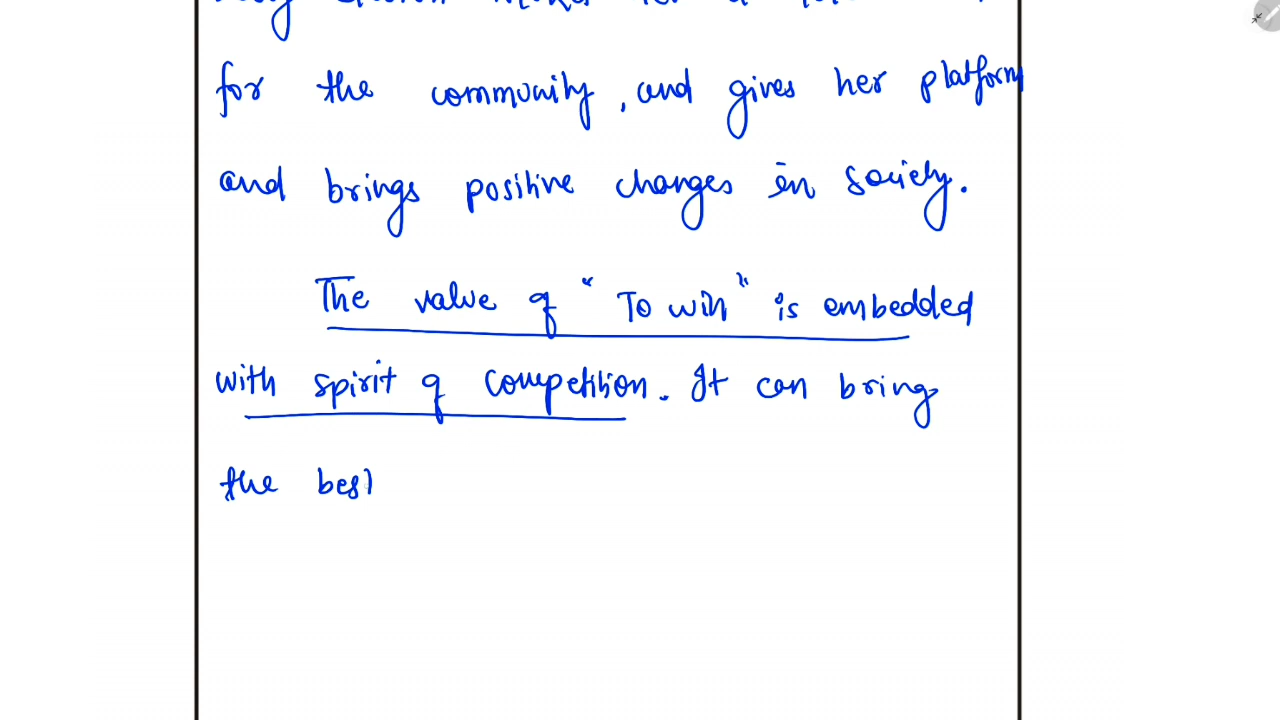 for the community, and gives her platform
and brings positive changes in society.
The value of "To win" is embedded
with spirit of competition. It can bring
the best